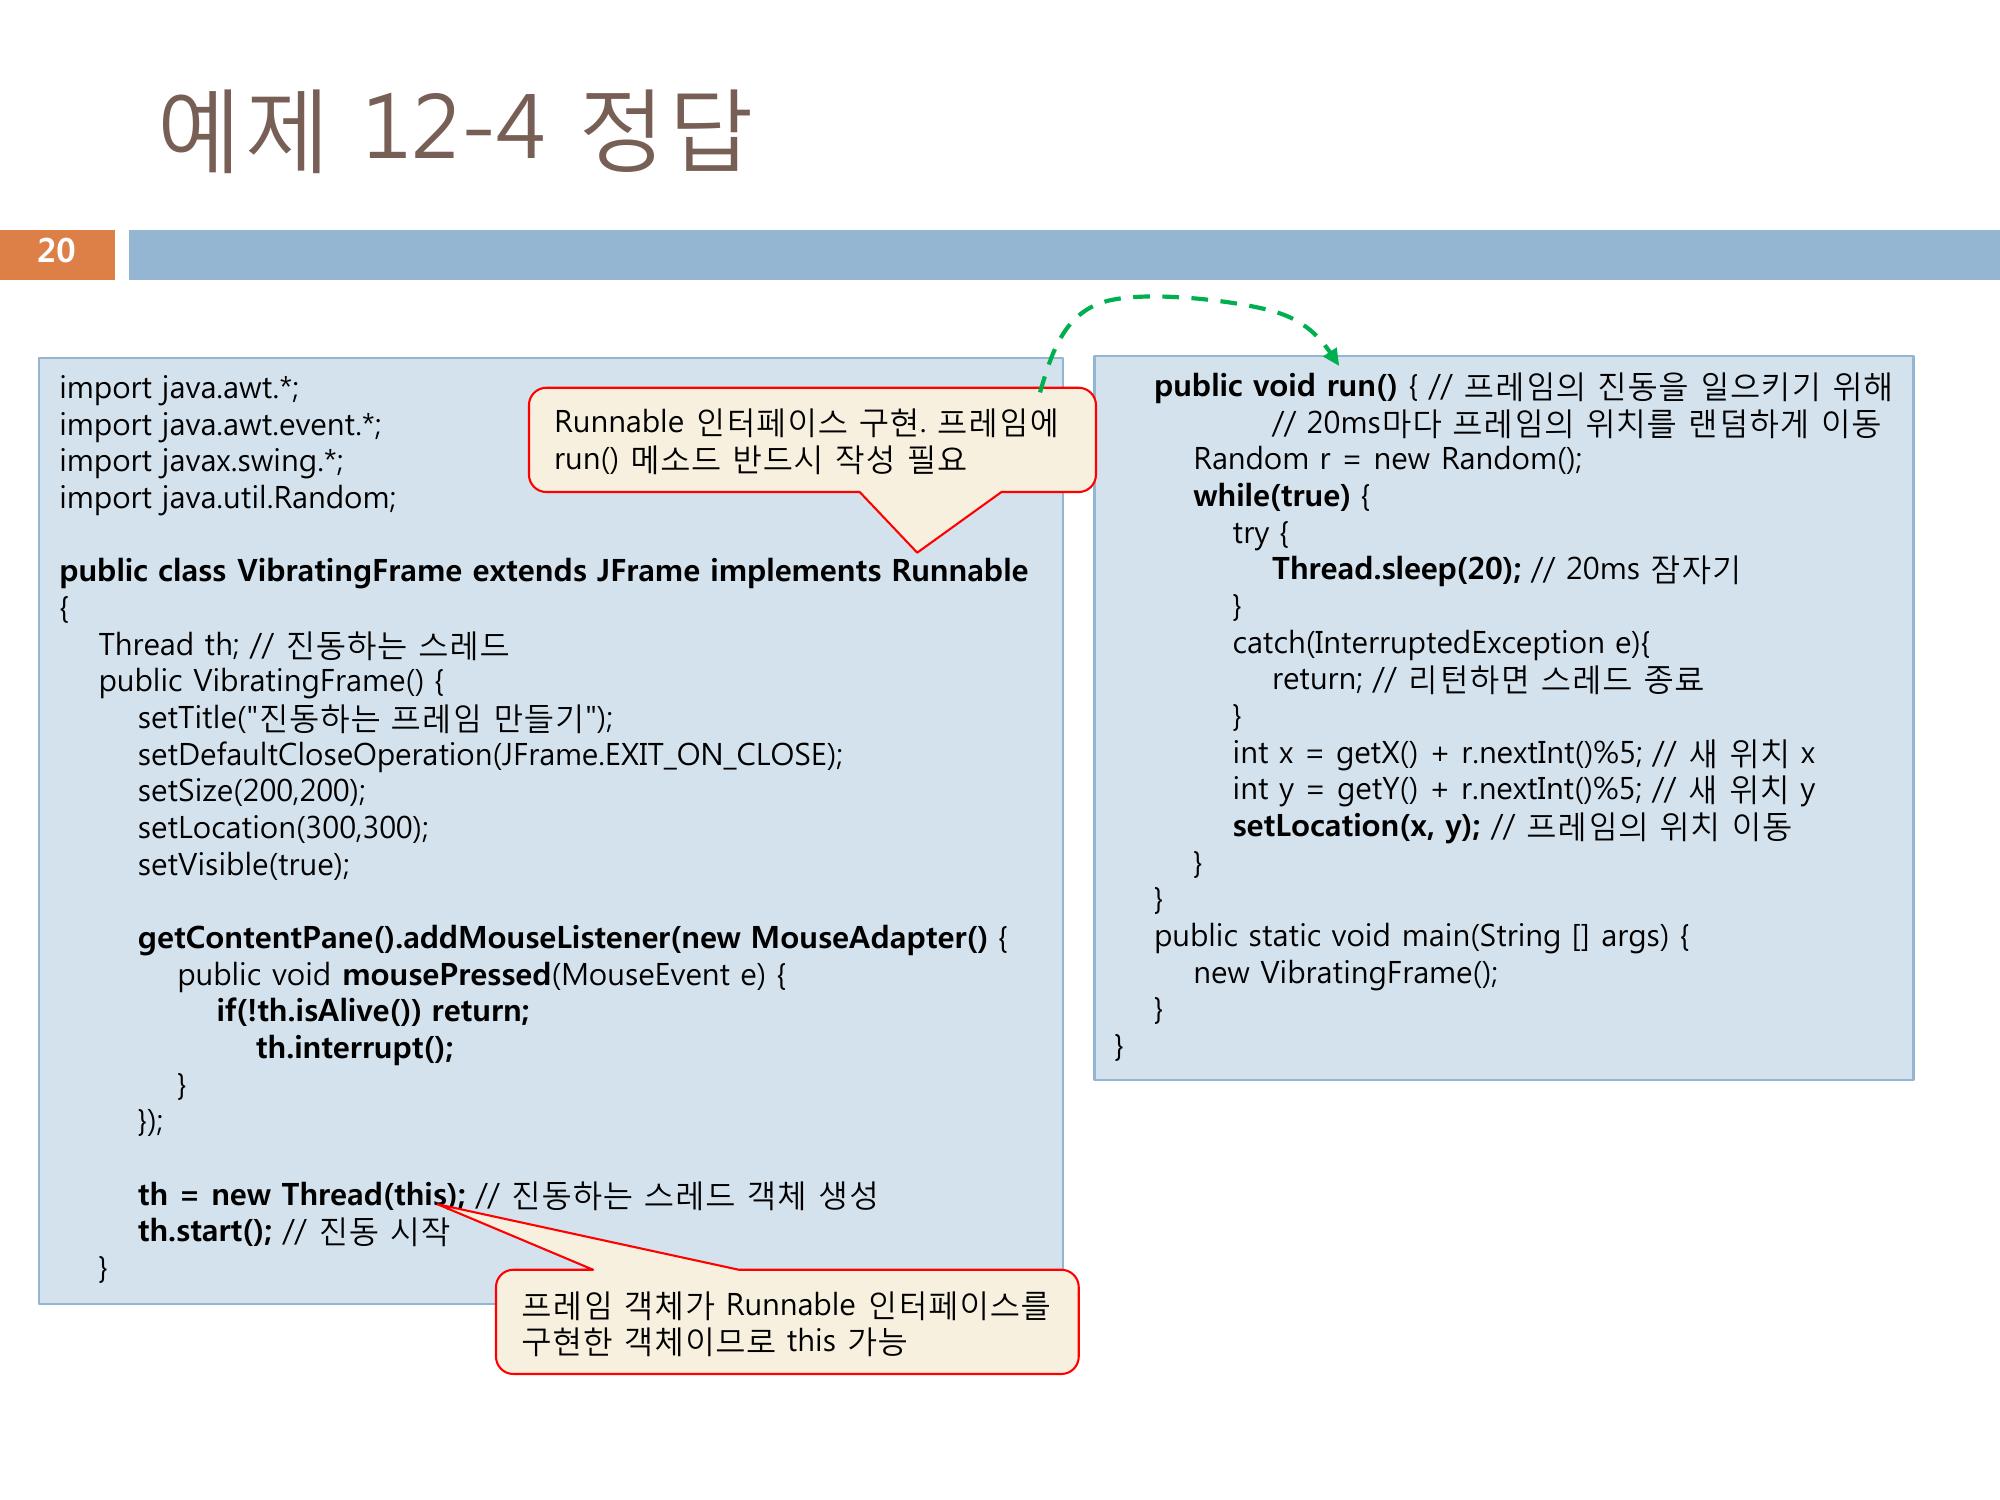 예제 12-4 정답
20
import java.awt.*;
import java.awt.event.*;
import javax.swing.*;
import java.util.Random;
Runnable 인터페이스 구현. 프레임에
run() 메소드 반드시 작성 필요
public class VibratingFrame extends JFrame implements Runnable
{
Thread th; // 진동하는 스레드
public VibratingFrame() {
setTitle("진동하는 프레임 만들기");
setDefaultCloseOperation(JFrame.EXIT_ON_CLOSE);
setSize(200,200);
setLocation(300,300);
setVisible(true);
getContentPane().addMouseListener(new MouseAdapter() {
public void mousePressed(MouseEvent e) {
if(!th.isAlive()) return;
th.interrupt();
}
});
th = new Thread(this); // 진동하는 스레드 객체 생성
th.start(); // 진동 시작
}
프레임 객체가 Runnable 인터페이스를
구현한 객체이므로 this 가능
public void run() { // 프레임의 진동을 일으키기 위해
// 20ms마다 프레임의 위치를 랜덤하게 이동
Random r = new Random();
while(true) {
try {
Thread.sleep(20); // 20ms 잠자기
}
catch(InterruptedException e){
return; // 리턴하면 스레드 종료
}
int x = getX() + r.nextInt()%5; // 새 위치 x
int y = getY() + r.nextInt()%5; // 새 위치 y
setLocation(x, y); // 프레임의 위치 이동
}
}
public static void main(String [] args) {
new VibratingFrame();
}
}